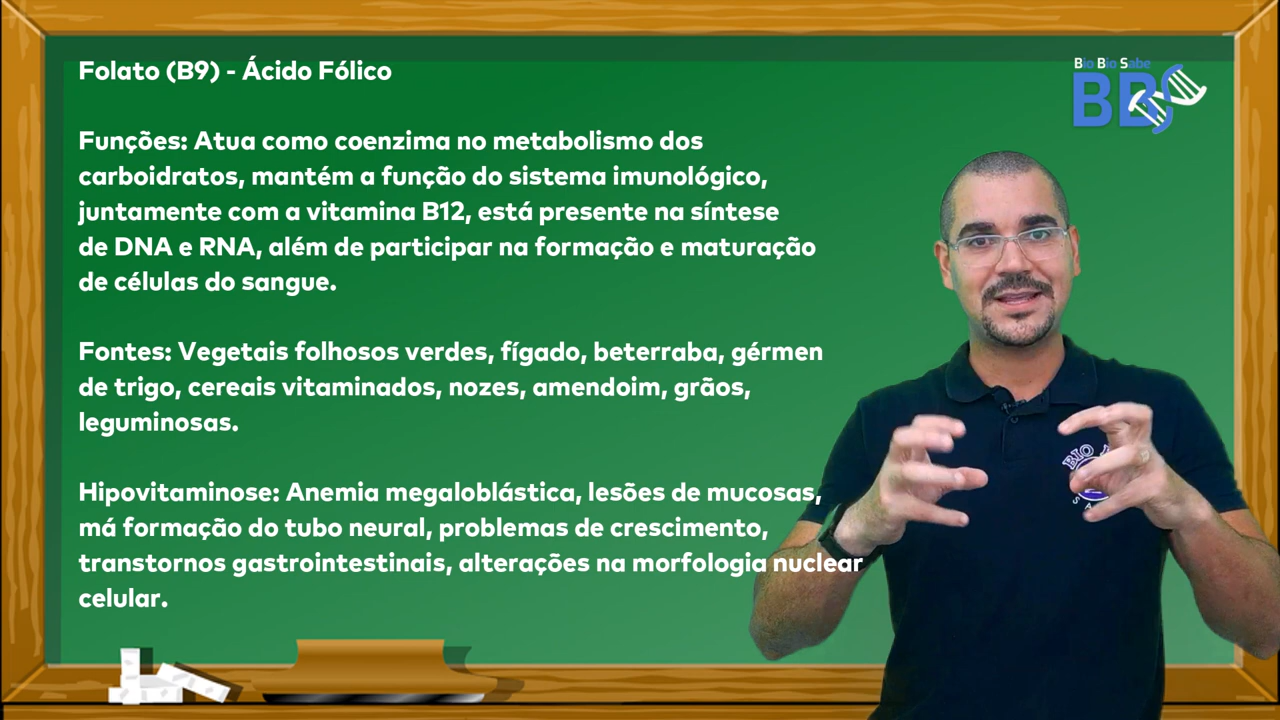 Folato (B9) - Ácido Fólico
Bio Bio Sabe
BBS
Funções: Atua como coenzima no metabolismo dos
carboidratos, mantém a função do sistema imunológico,
juntamente com a vitamina B12, está presente na síntese
de DNA e RNA, além de participar na formação e maturação
de células do sangue.
Fontes: Vegetais folhosos verdes, fígado, beterraba, gérmen
de trigo, cereais vitaminados, nozes, amendoim, grãos,
leguminosas.
Hipovitaminose: Anemia megaloblástica, lesões de mucosas,
má formação do tubo neural, problemas de crescimento,
transtornos gastrointestinais, alterações na morfologia nuclear
celular.
BIO